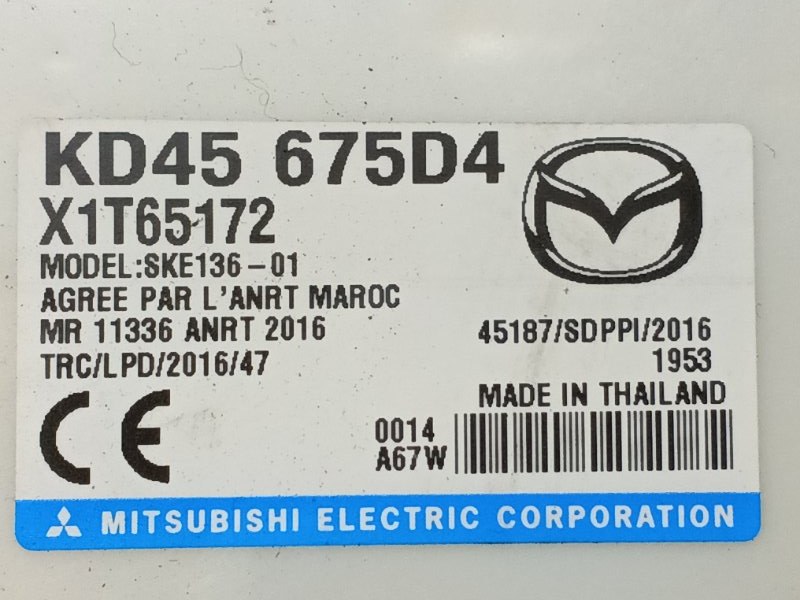 KD45 675D4
X1T65172
MODEL:SKE136-01
AGREE PAR L'ANRT MAROC
MR 11336 ANRT 2016
45187/SDPPI/2016
TRC/LPD/2016/47
1953
MADE IN THAILAND
CE
0014
A67W
MITSUBISHI ELECTRIC CORPORATION